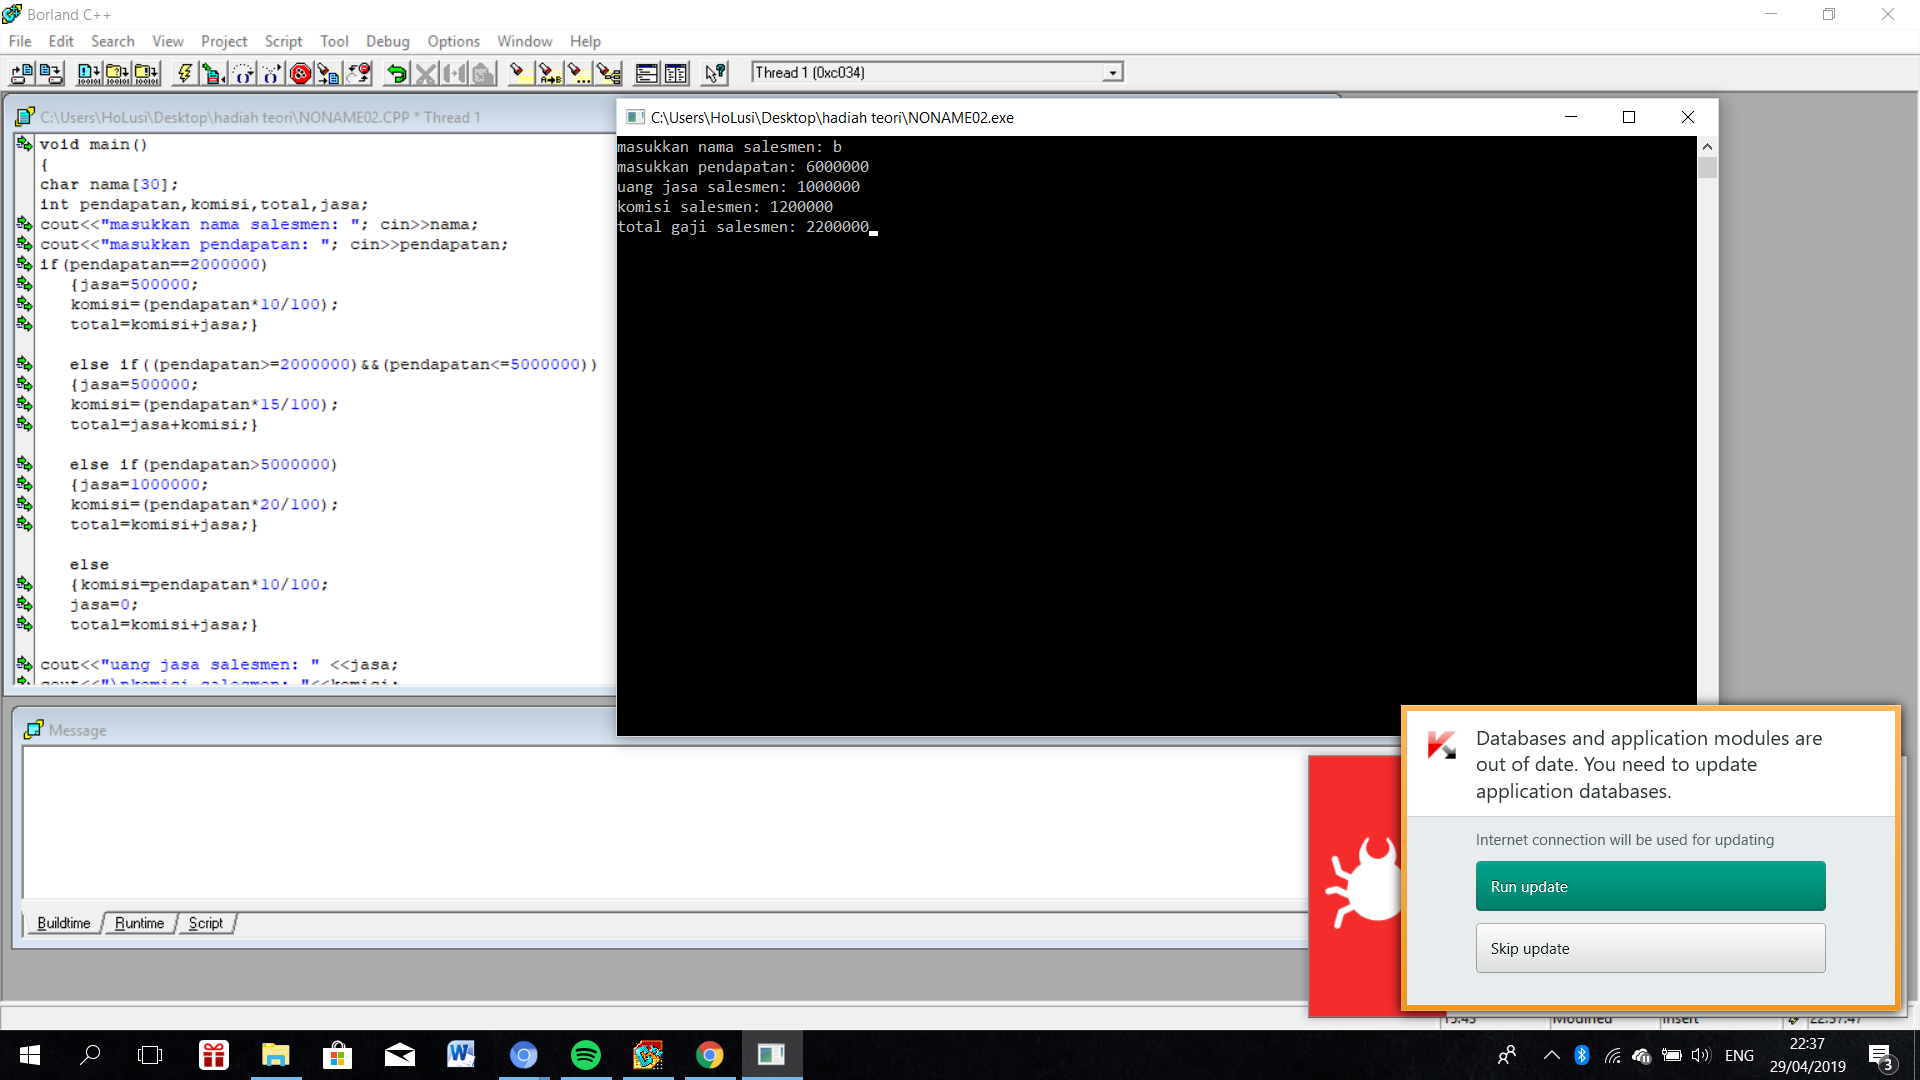 Borland C++
File Edit Search View Project Script Tool Debug Options Window Help
Thread 1 (0xc034)
C:\Users\HoLusi\Desktop\hadiah teori\NONAME02.CPP * Thread 1
void main()
{
char nama[30];
int pendapatan,komisi,total,jasa;
cout<<"masukkan nama salesmen: "; cin>>nama;
cout<<"masukkan pendapatan: "; cin>>pendapatan;
if(pendapatan==2000000)
{jasa=500000;
komisi=(pendapatan*10/100);
total=komisi+jasa;}
else if((pendapatan>=2000000)&&(pendapatan<=5000000))
{jasa=500000;
komisi=(pendapatan*15/100);
total=jasa+komisi;}
else if(pendapatan>5000000)
{jasa=1000000;
komisi=(pendapatan*20/100);
total=komisi+jasa;}
else
{komisi=pendapatan*10/100;
jasa=0;
total=komisi+jasa;}
cout<<"uang jasa salesmen: " <<jasa;
cout<<"\nkomisi salesmen: "<<komisi;
C:\Users\HoLusi\Desktop\hadiah teori\NONAME02.exe
masukkan nama salesmen: b
masukkan pendapatan: 6000000
uang jasa salesmen: 1000000
komisi salesmen: 1200000
total gaji salesmen: 2200000
Message
Buildtime Runtime Script
Databases and application modules are
out of date. You need to update
application databases.
Internet connection will be used for updating
Run update
Skip update
Modified Insert 22:37:47
ENG
22:37
29/04/2019
3